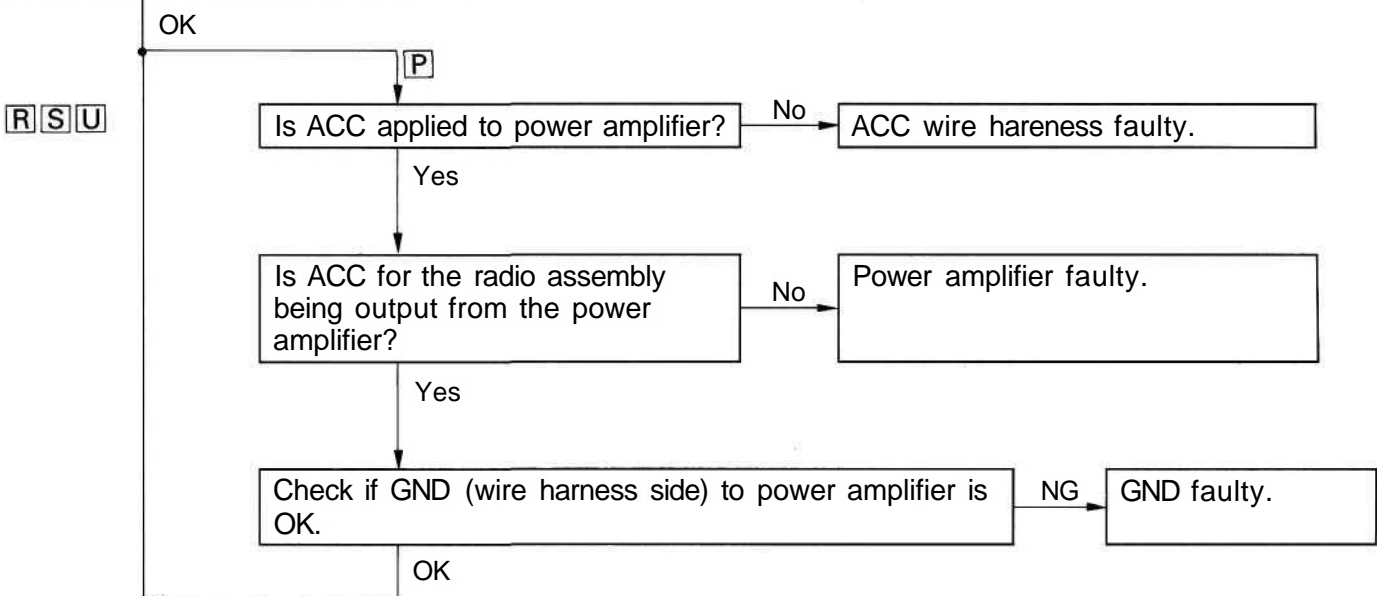 OK
P
R S U
Is ACC applied to power amplifier?
No
ACC wire hareness faulty.
Yes
Is ACC for the radio assembly
being output from the power
amplifier?
No
Power amplifier faulty.
Yes
Check if GND (wire harness side) to power amplifier is
OK.
NG
GND faulty.
OK